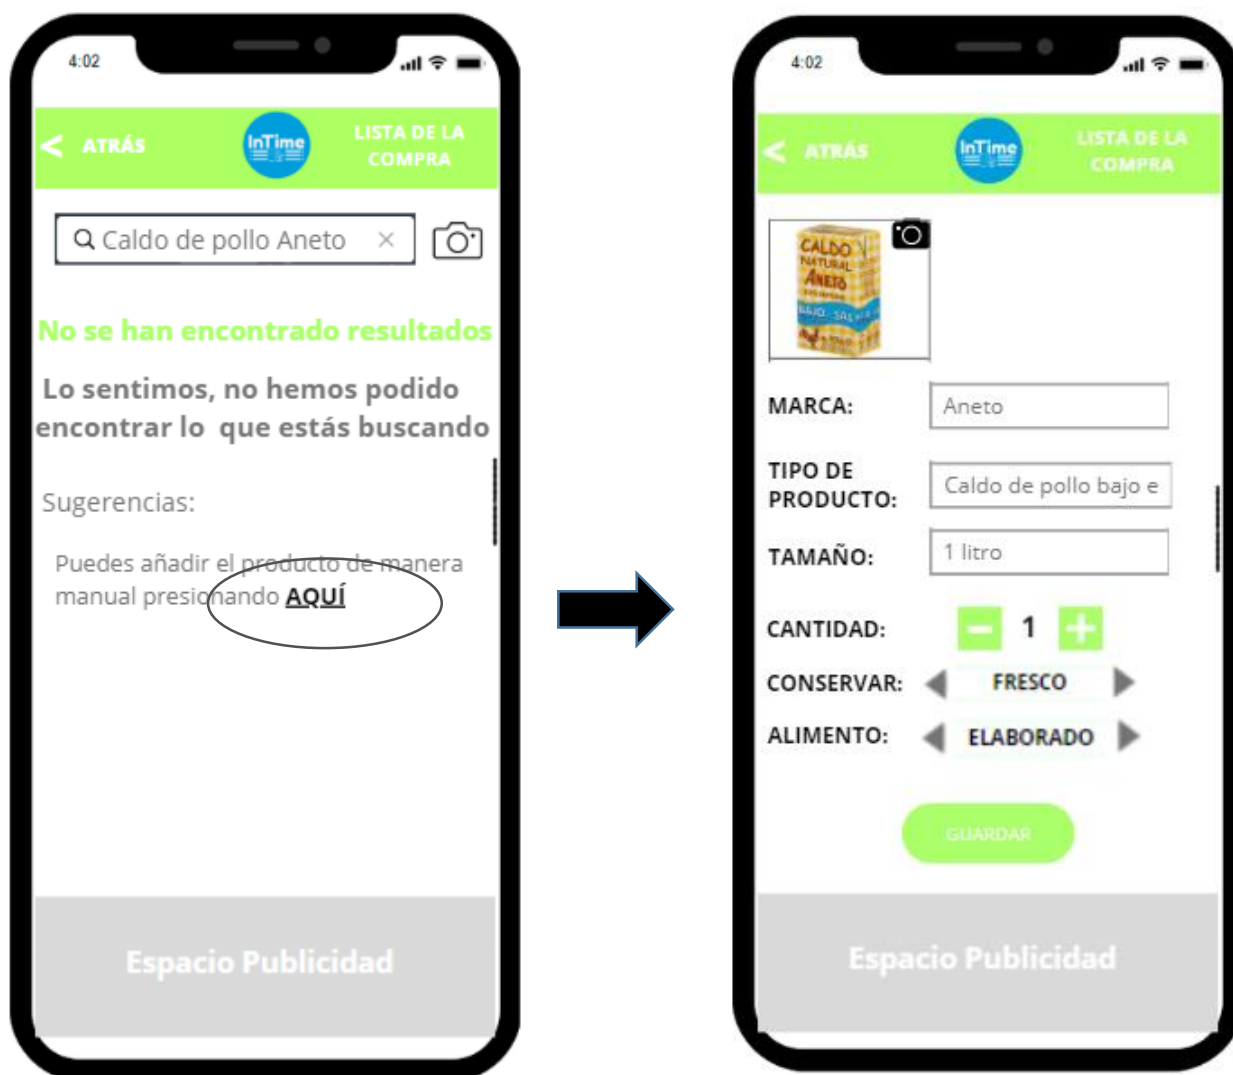 4:02
< ATRÁS
InTime
LISTA DE LA
COMPRA
Caldo de pollo Aneto ×
No se han encontrado resultados
Lo sentimos, no hemos podido
encontrar lo que estás buscando
Sugerencias:
Puedes añadir el producto de manera
manual presionando AQUÍ
Espacio Publicidad
4:02
< ATRÁS
InTime
LISTA DE LA
COMPRA
CALDO
NATURAL
ANETO
BAJO SAL
MARCA: Aneto
TIPO DE
PRODUCTO: Caldo de pollo bajo e
TAMAÑO: 1 litro
CANTIDAD: − 1 +
CONSERVAR: FRESCO
ALIMENTO: ELABORADO
GUARDAR
Espacio Publicidad